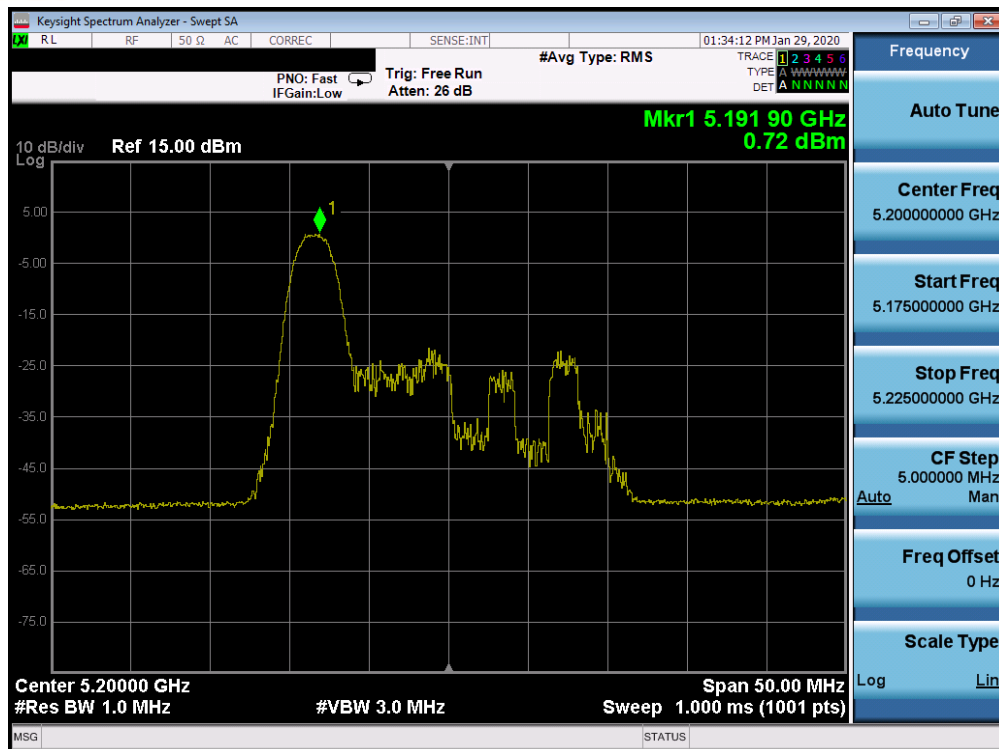 Keysight Spectrum Analyzer - Swept SA
LXI RL RF 50 Ω AC CORREC SENSE:INT 01:34:12 PM Jan 29, 2020
#Avg Type: RMS
TRACE 1 2 3 4 5 6
TYPE A WWWWW
DET A N N N N N
PNO: Fast
IFGain:Low
Trig: Free Run
Atten: 26 dB
Mkr1 5.191 90 GHz
0.72 dBm
10 dB/div Ref 15.00 dBm
Log
1
5.00
-5.00
-15.0
-25.0
-35.0
-45.0
-55.0
-65.0
-75.0
Center 5.20000 GHz Span 50.00 MHz
#Res BW 1.0 MHz #VBW 3.0 MHz Sweep 1.000 ms (1001 pts)
MSG STATUS
Frequency
Auto Tune
Center Freq
5.200000000 GHz
Start Freq
5.175000000 GHz
Stop Freq
5.225000000 GHz
CF Step
5.000000 MHz
Auto Man
Freq Offset
0 Hz
Scale Type
Log Lin